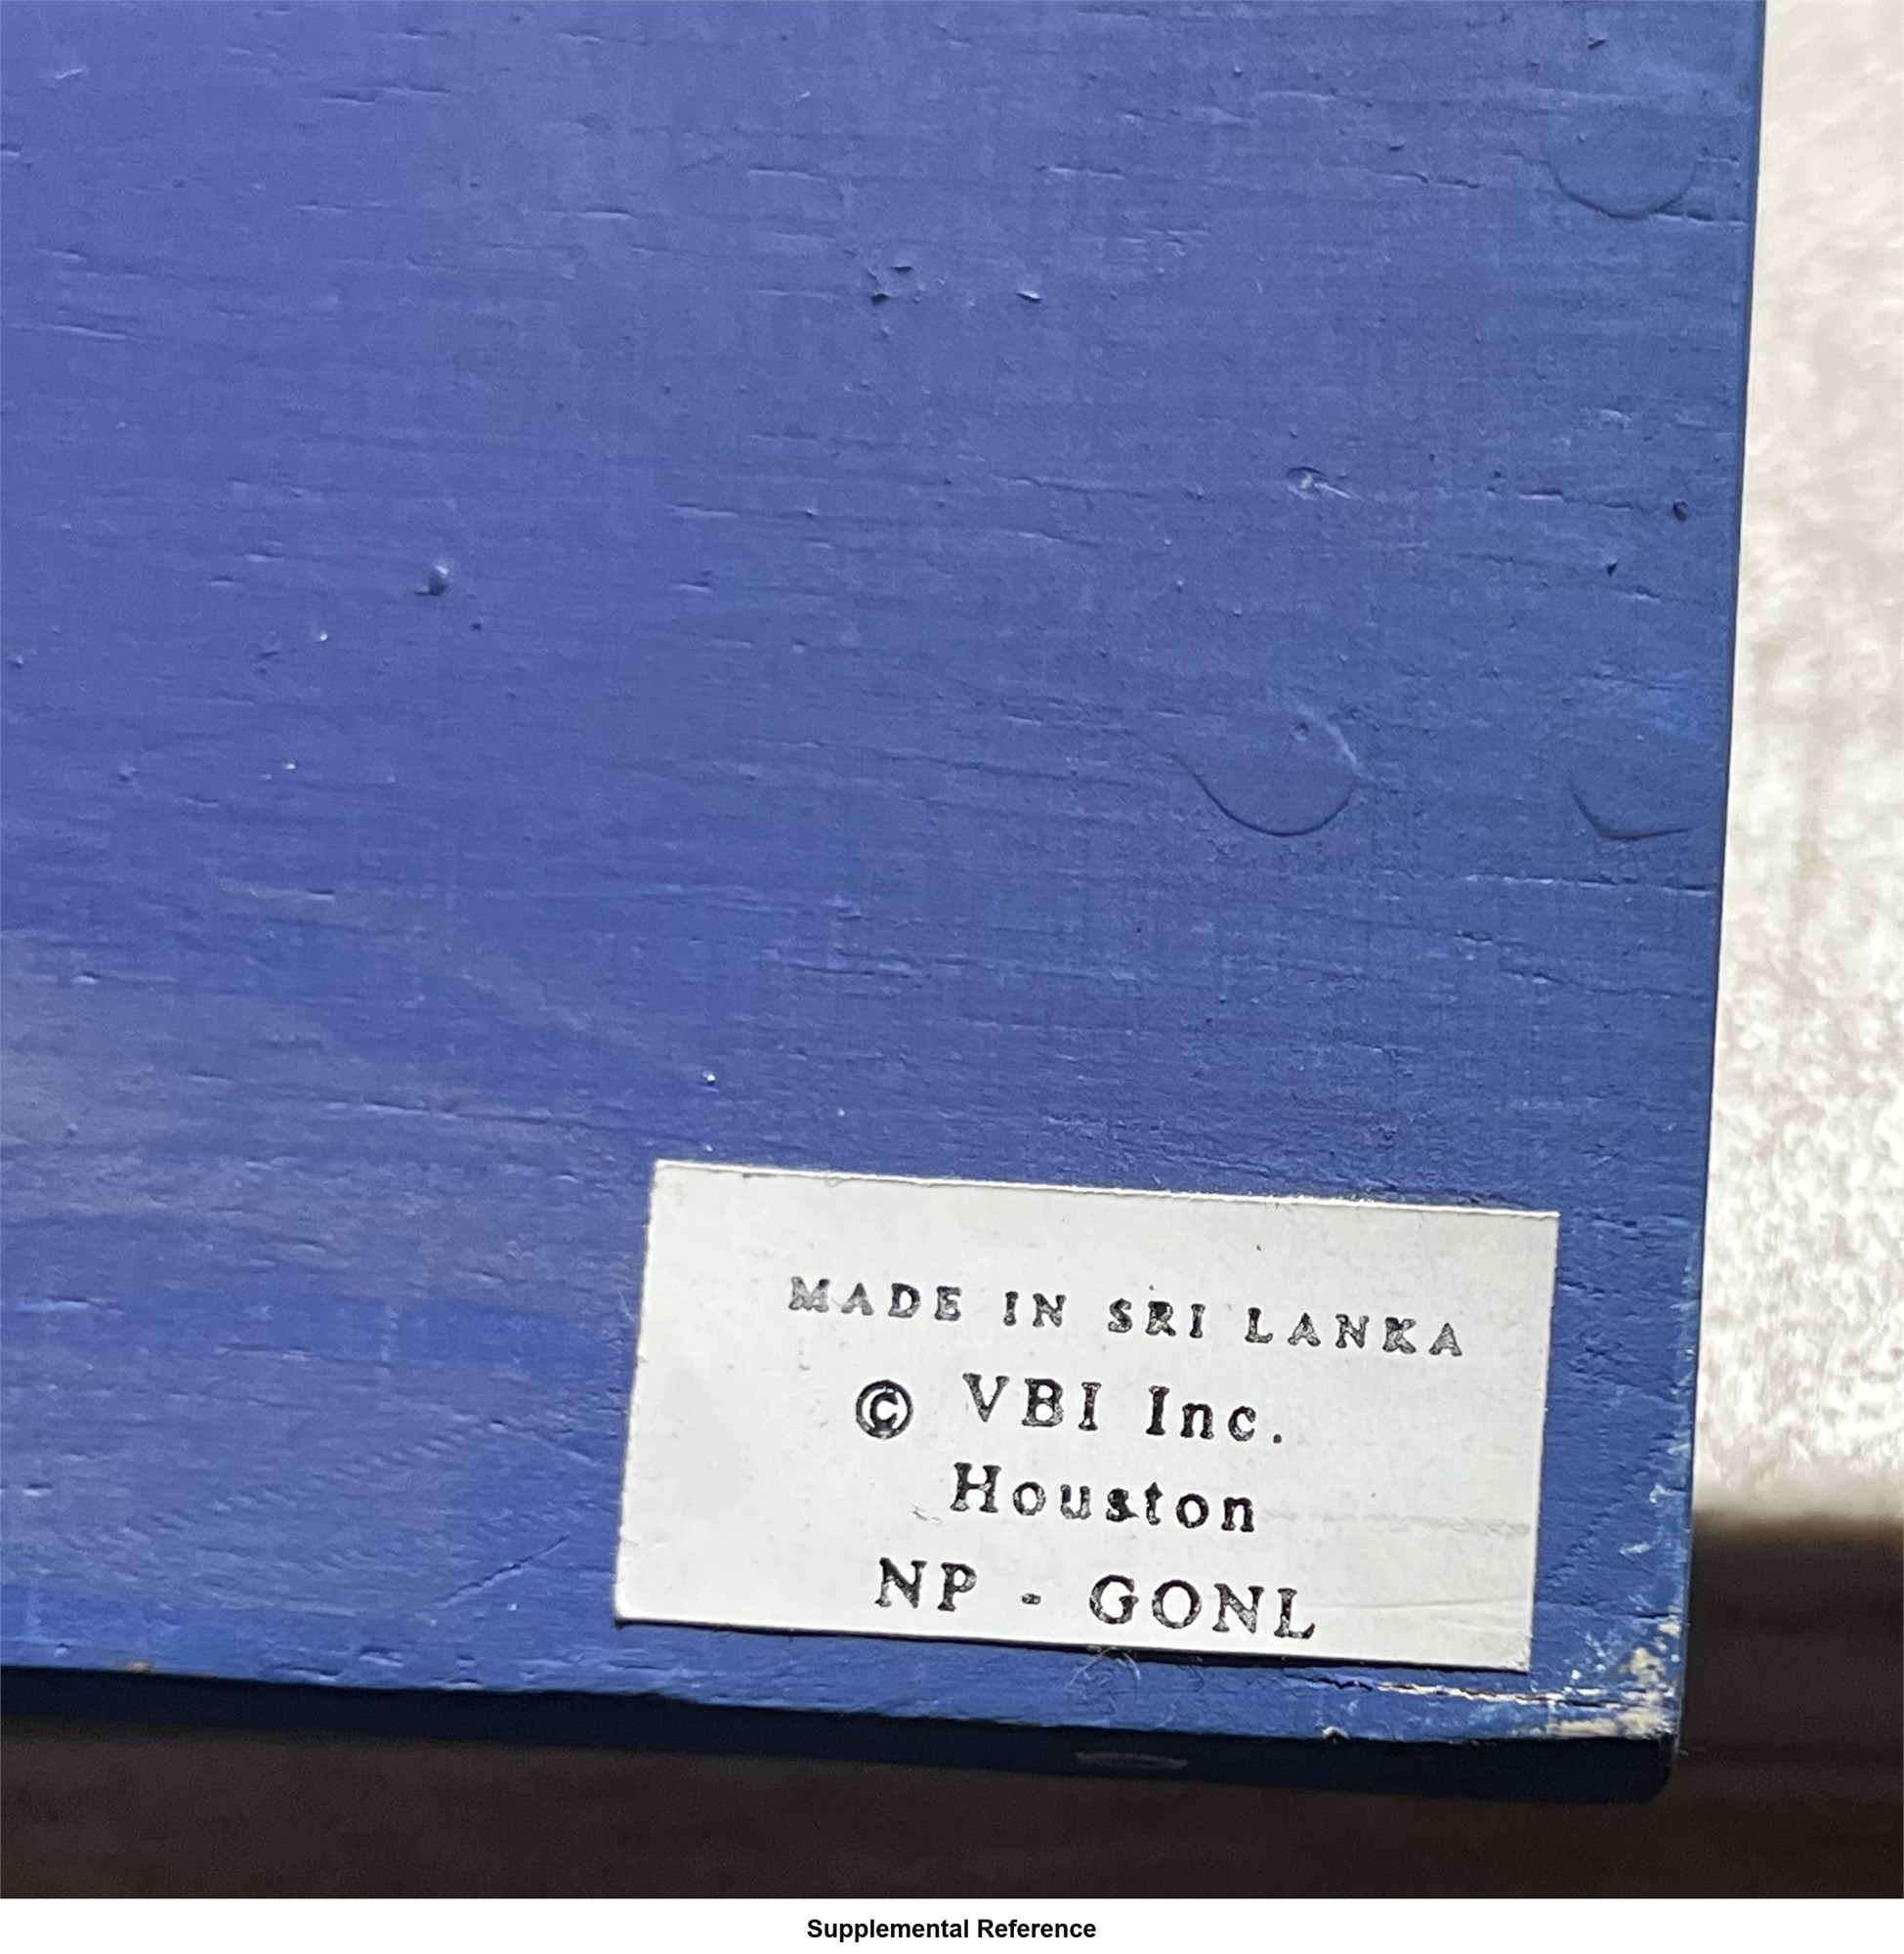 MADE IN SRI LANKA
© VBI Inc.
Houston
NP - GONL
Supplemental Reference